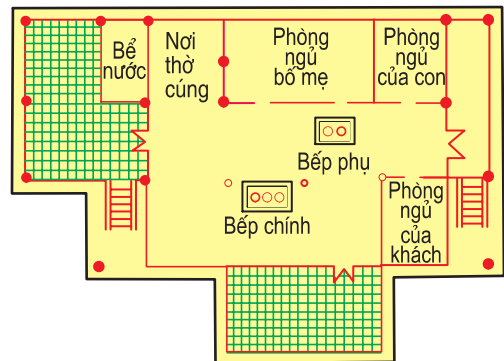 Bể
nước
Nơi
thờ
cúng
Phòng
ngủ
bố mẹ
Phòng
ngủ
của con
Bếp phụ
Bếp chính
Phòng
ngủ
của
khách